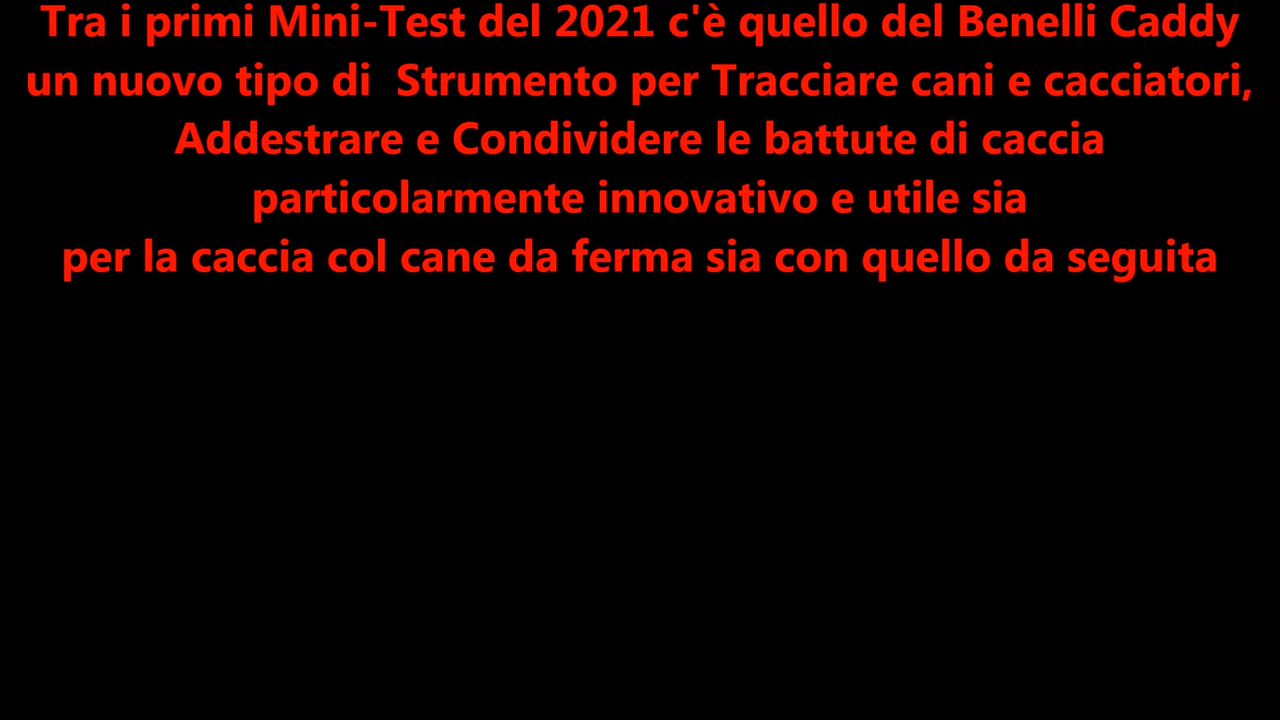 Tra i primi Mini-Test del 2021 c'è quello del Benelli Caddy
un nuovo tipo di  Strumento per Tracciare cani e cacciatori,
Addestrare e Condividere le battute di caccia
particolarmente innovativo e utile sia
per la caccia col cane da ferma sia con quello da seguita